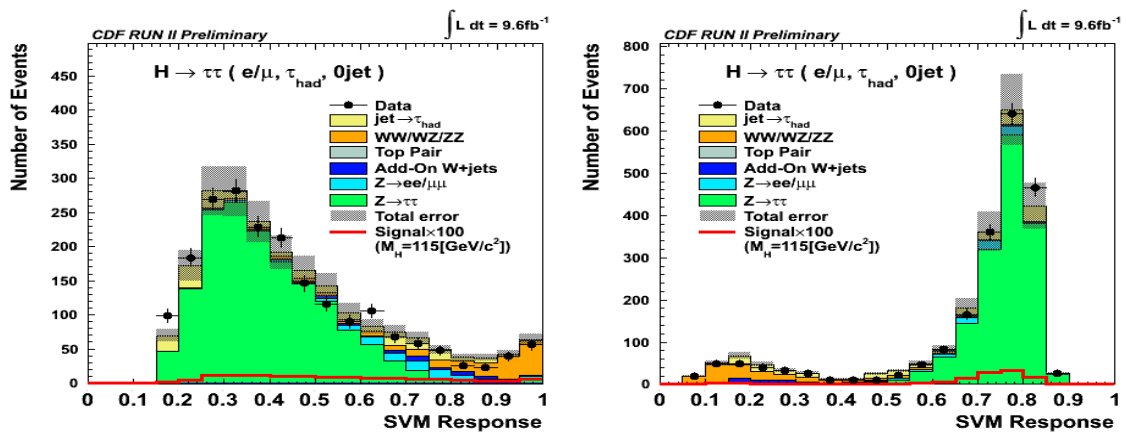 ∫ L dt = 9.6fb⁻¹
CDF RUN II Preliminary
Number of Events
H → ττ ( e/μ, τhad, 0jet )
Data
jet→τhad
WW/WZ/ZZ
Top Pair
Add-On W+jets
Z→ee/μμ
Z→ττ
Total error
Signal×100
(M_H=115[GeV/c²])
450
400
350
300
250
200
150
100
50
0
0 0.1 0.2 0.3 0.4 0.5 0.6 0.7 0.8 0.9 1
SVM Response
∫ L dt = 9.6fb⁻¹
CDF RUN II Preliminary
Number of Events
H → ττ ( e/μ, τhad, 0jet )
Data
jet→τhad
WW/WZ/ZZ
Top Pair
Add-On W+jets
Z→ee/μμ
Z→ττ
Total error
Signal×100
(M_H=115[GeV/c²])
800
700
600
500
400
300
200
100
0
0 0.1 0.2 0.3 0.4 0.5 0.6 0.7 0.8 0.9 1
SVM Response